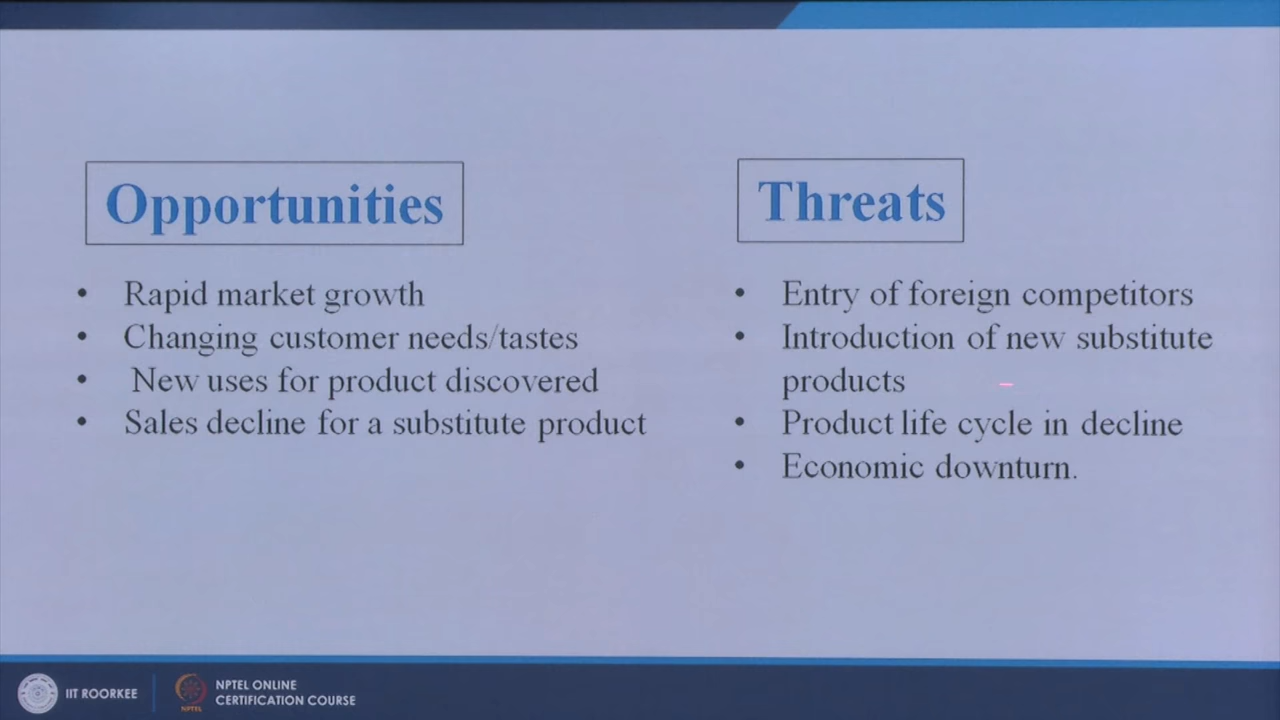 Opportunities
• Rapid market growth
• Changing customer needs/tastes
• New uses for product discovered
• Sales decline for a substitute product
Threats
• Entry of foreign competitors
• Introduction of new substitute
products
• Product life cycle in decline
• Economic downturn.
IIT ROORKEE
NPTEL
NPTEL ONLINE
CERTIFICATION COURSE